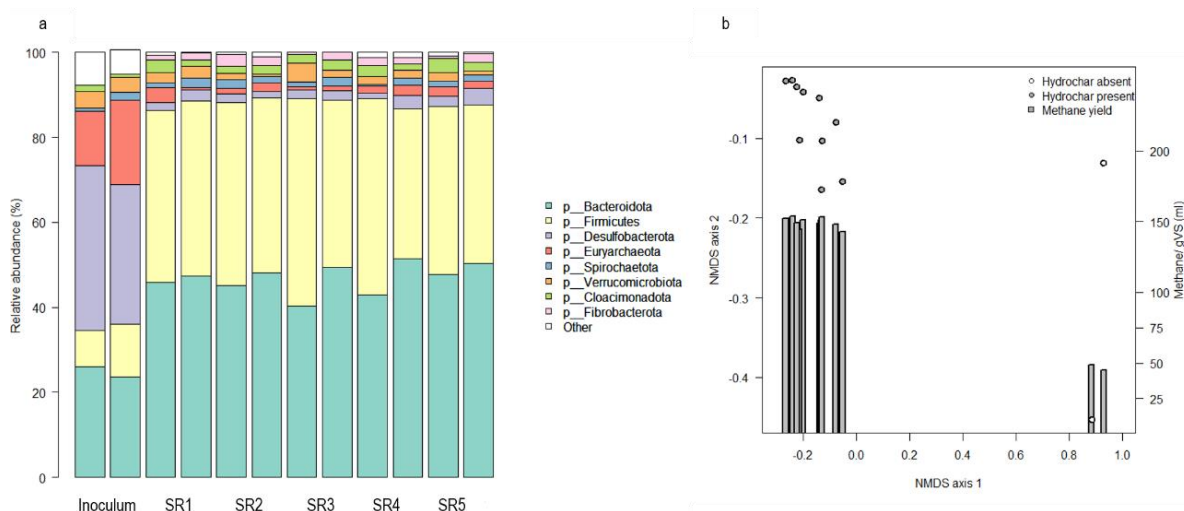 a
Relative abundance (%)
100
80
60
40
20
0
Inoculum SR1 SR2 SR3 SR4 SR5
p__Bacteroidota
p__Firmicutes
p__Desulfobacterota
p__Euryarchaeota
p__Spirochaetota
p__Verrucomicrobiota
p__Cloacimonadota
p__Fibrobacterota
Other
b
NMDS axis 2
-0.1
-0.2
-0.3
-0.4
Hydrochar absent
Hydrochar present
Methane yield
200
150
100
75
50
25
Methane/ gVS (ml)
-0.2 0.0 0.2 0.4 0.6 0.8 1.0
NMDS axis 1